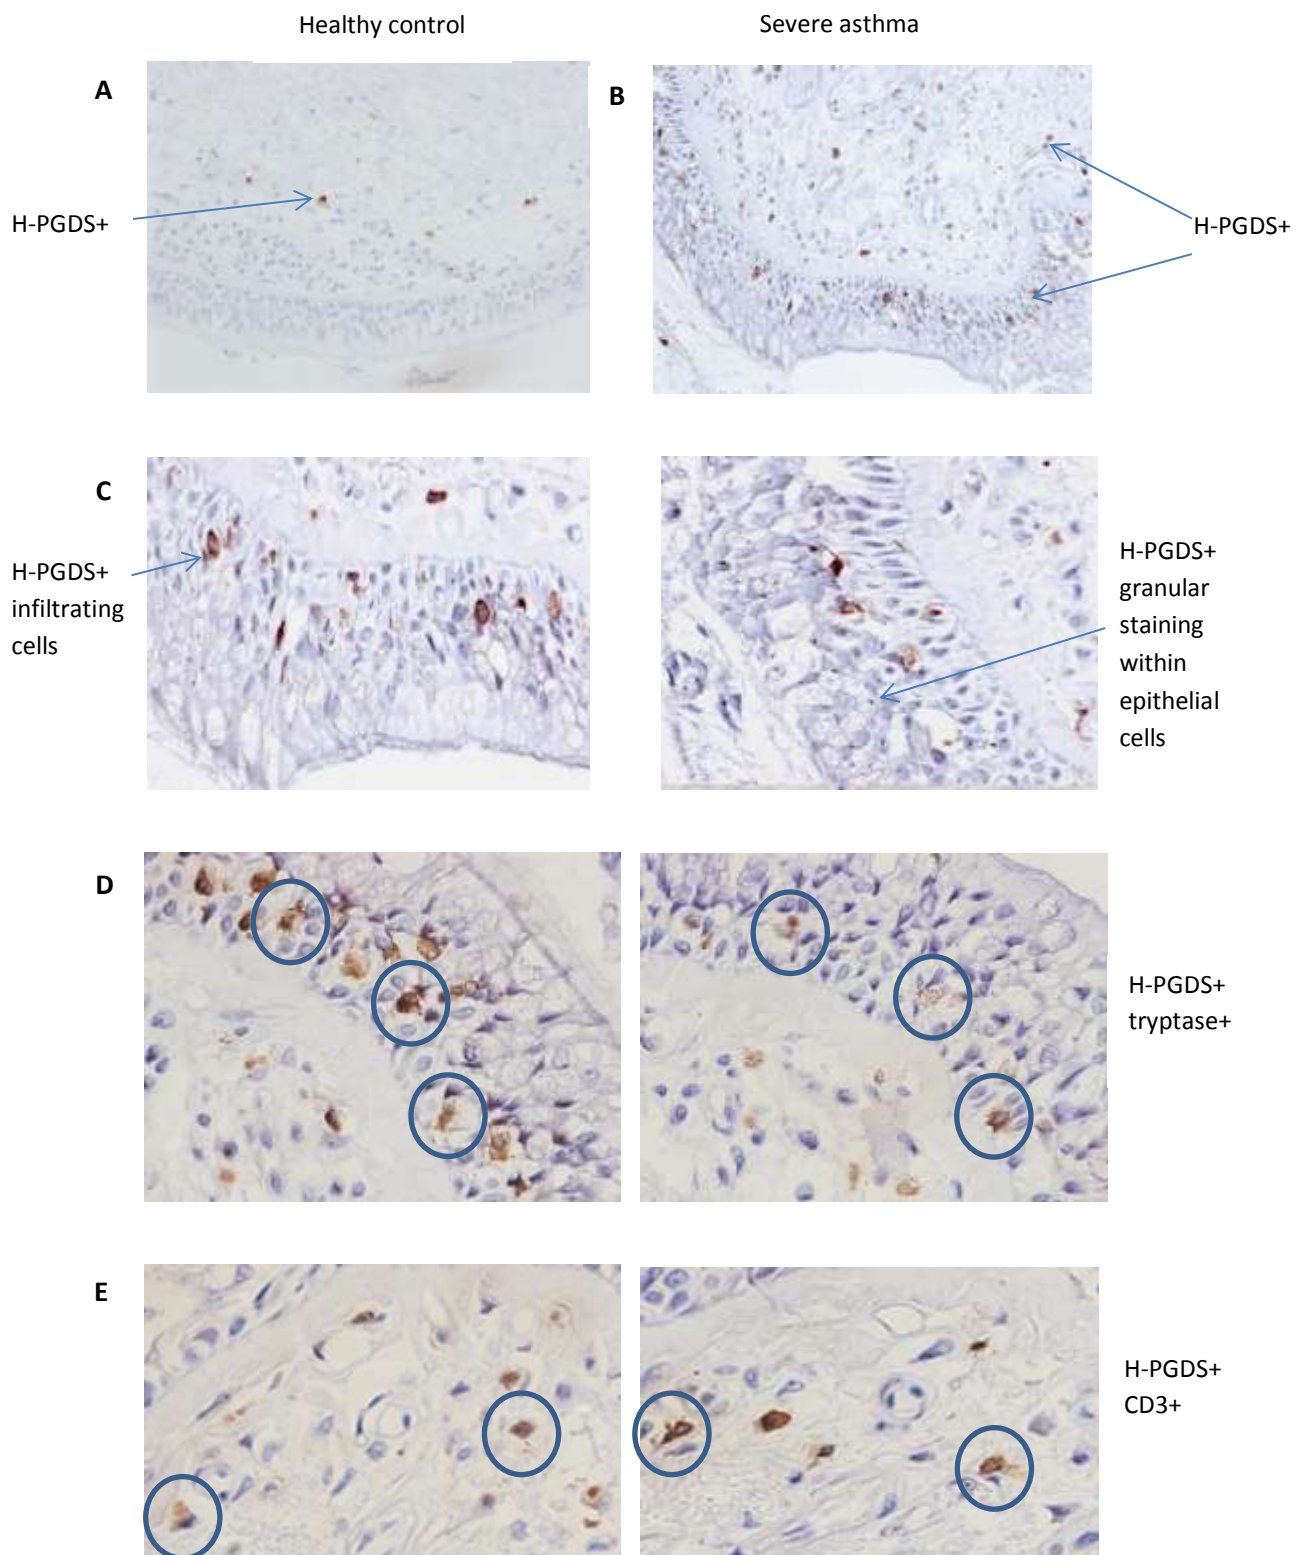 Healthy control
Severe asthma
A
B
H-PGDS+
H-PGDS+
C
H-PGDS+
infiltrating
cells
H-PGDS+
granular
staining
within
epithelial
cells
D
H-PGDS+
tryptase+
E
H-PGDS+
CD3+